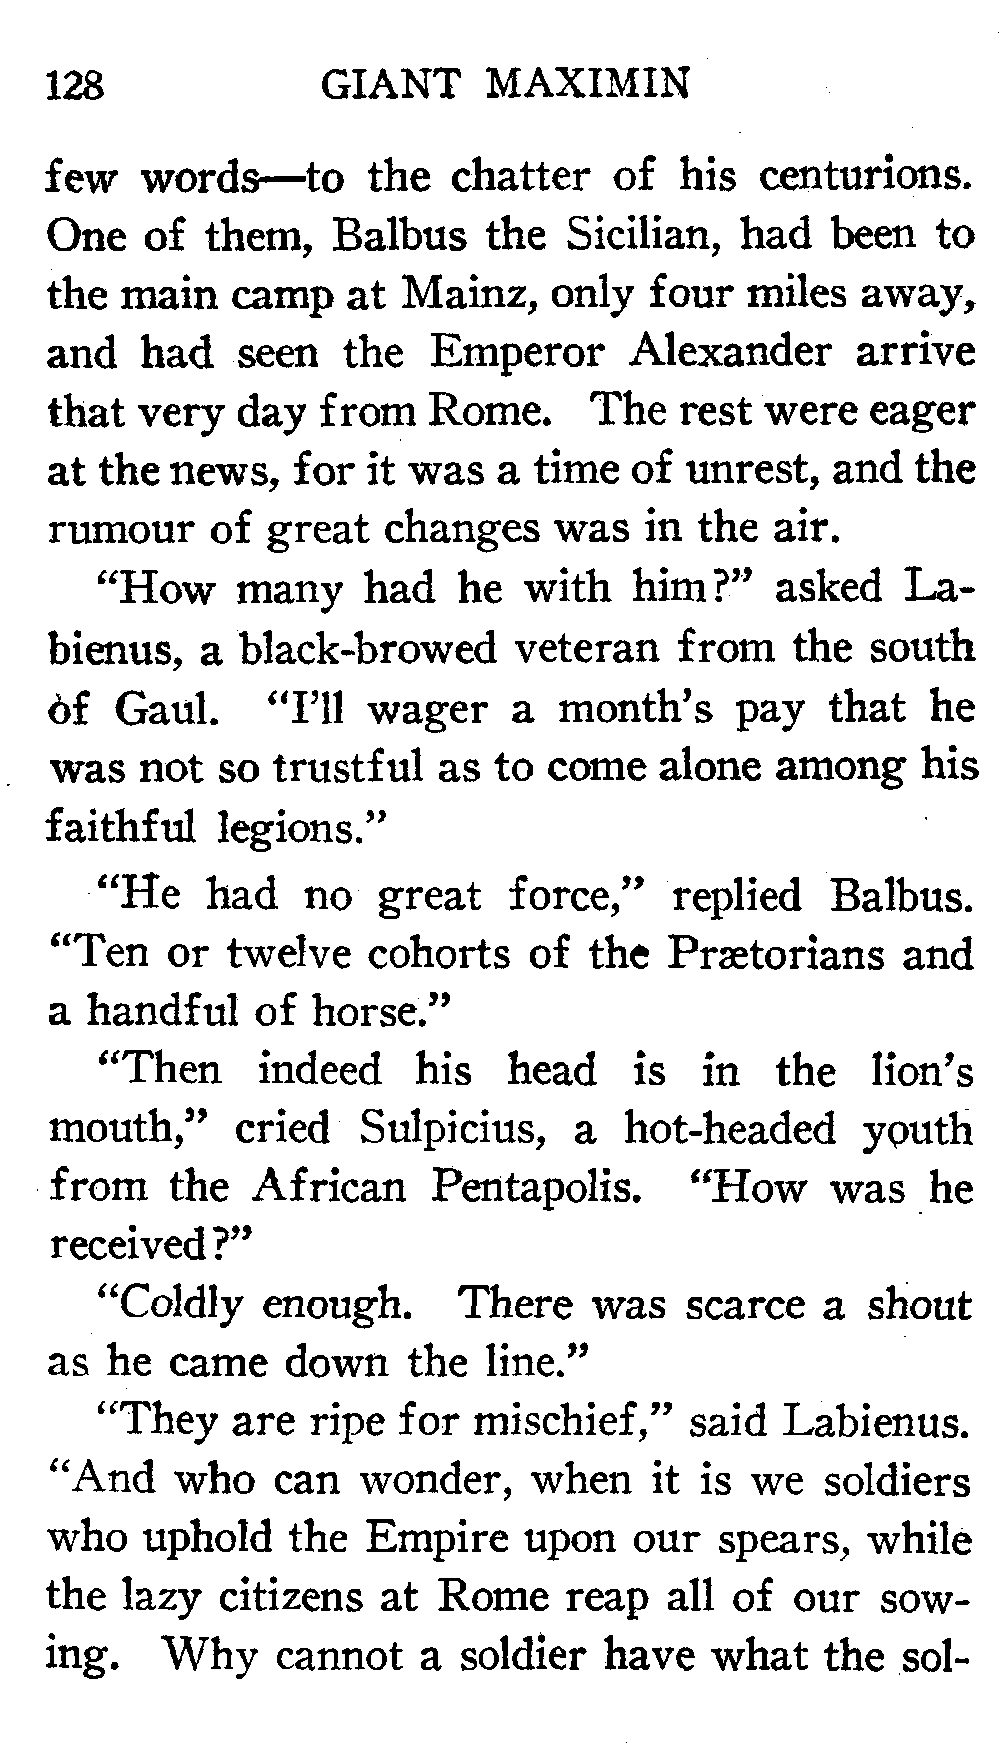 128 GIANT MAXIMIN
few words—to the chatter of his centurions.
One of them, Balbus the Sicilian, had been to
the main camp at Mainz, only four miles away,
and had seen the Emperor Alexander arrive
that very day from Rome. The rest were eager
at the news, for it was a time of unrest, and the
rumour of great changes was in the air.
“How many had he with him?” asked La-
bienus, a black-browed veteran from the south
of Gaul. “I’ll wager a month’s pay that he
was not so trustful as to come alone among his
faithful legions.”
“He had no great force,” replied Balbus.
“Ten or twelve cohorts of the Prætorians and
a handful of horse.”
“Then indeed his head is in the lion’s
mouth,” cried Sulpicius, a hot-headed youth
from the African Pentapolis. “How was he
received?”
“Coldly enough. There was scarce a shout
as he came down the line.”
“They are ripe for mischief,” said Labienus.
“And who can wonder, when it is we soldiers
who uphold the Empire upon our spears, while
the lazy citizens at Rome reap all of our sow-
ing. Why cannot a soldier have what the sol-